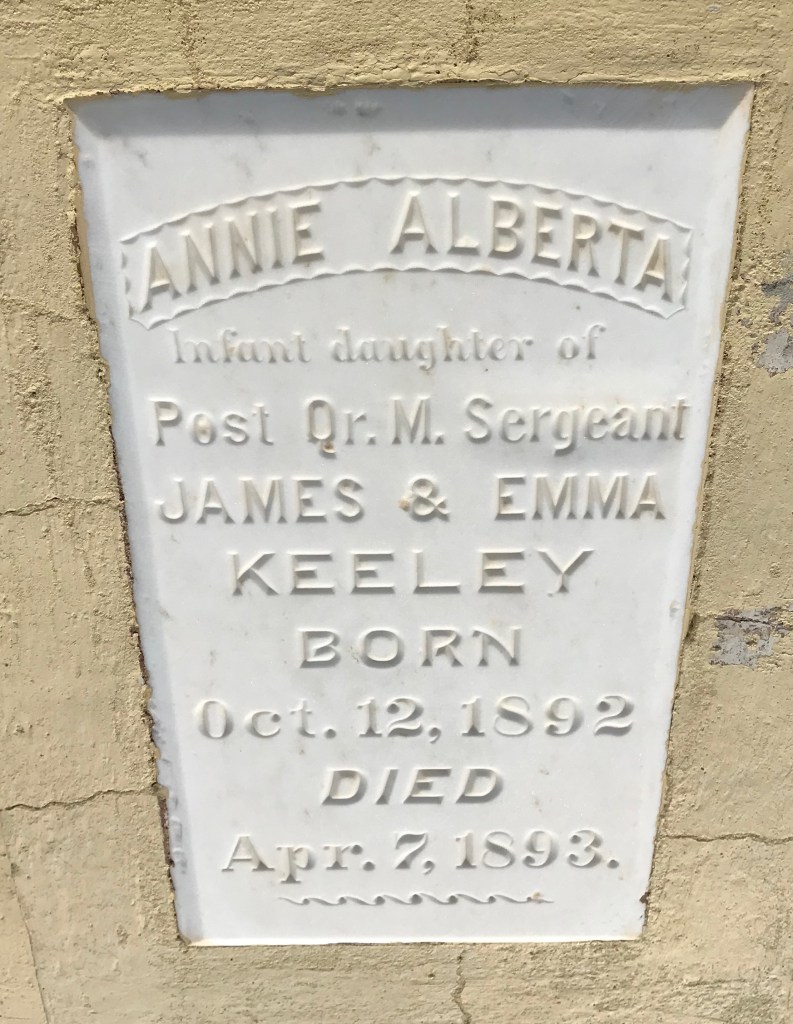 ANNIE ALBERTA
Infant daughter of
Post Qr. M. Sergeant
JAMES & EMMA
KEELEY
BORN
Oct. 12, 1892
DIED
Apr. 7, 1893.